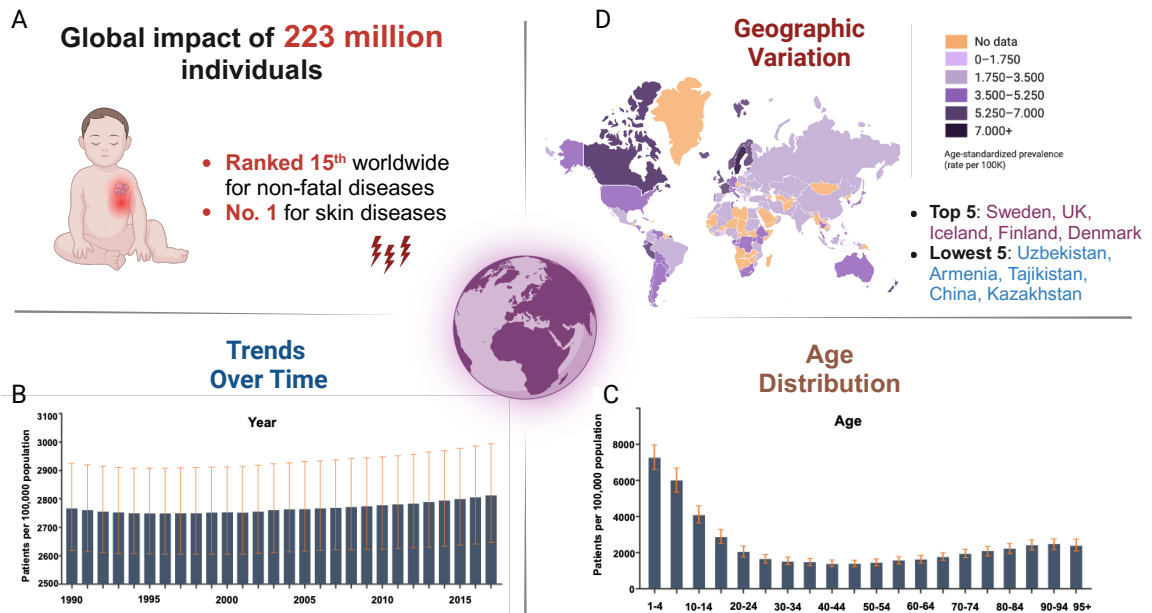 A
Global impact of 223 million
individuals
• Ranked 15th worldwide
for non-fatal diseases
• No. 1 for skin diseases
D
Geographic
Variation
No data
0–1.750
1.750–3.500
3.500–5.250
5.250–7.000
7.000+
Age-standardized prevalence
(rate per 100K)
• Top 5: Sweden, UK,
Iceland, Finland, Denmark
• Lowest 5: Uzbekistan,
Armenia, Tajikistan,
China, Kazakhstan
Trends
Over Time
B
Year
Patients per 100,000 population
3100
3000
2900
2800
2700
2600
2500
1990
1995
2000
2005
2010
2015
Age
Distribution
C
Age
Patients per 100,000 population
8000
6000
4000
2000
0
1-4
10-14
20-24
30-34
40-44
50-54
60-64
70-74
80-84
90-94
95+